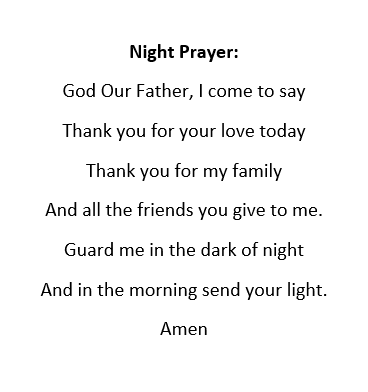 Night Prayer:
God Our Father, I come to say
Thank you for your love today
Thank you for my family
And all the friends you give to me.
Guard me in the dark of night
And in the morning send your light.
Amen